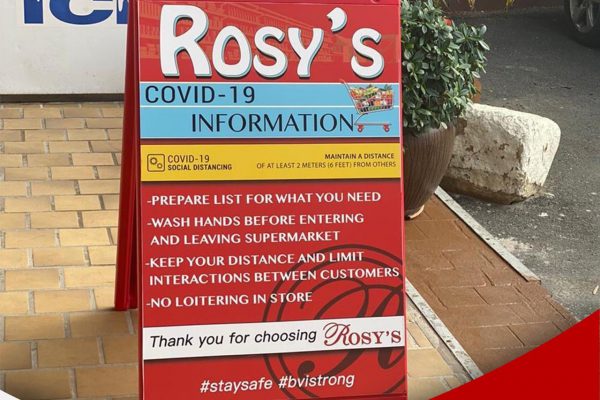 ICE
Rosy's
COVID-19
INFORMATION
COVID-19
SOCIAL DISTANCING
MAINTAIN A DISTANCE
OF AT LEAST 2 METERS (6 FEET) FROM OTHERS
-PREPARE LIST FOR WHAT YOU NEED
-WASH HANDS BEFORE ENTERING
AND LEAVING SUPERMARKET
-KEEP YOUR DISTANCE AND LIMIT
INTERACTIONS BETWEEN CUSTOMERS
-NO LOITERING IN STORE
Thank you for choosing Rosy's
#staysafe #bvistrong